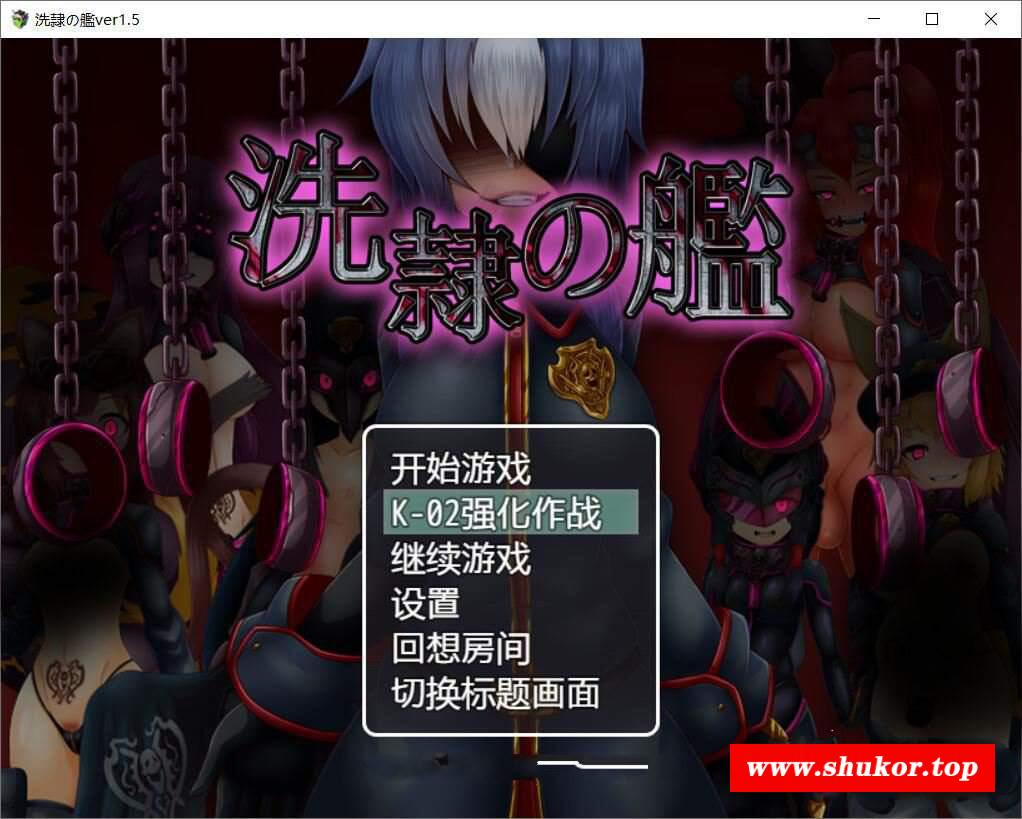 洗隷の艦ver1.5
洗隷の艦
开始游戏
K-02强化作战
继续游戏
设置
回想房间
切换标题画面
www.shukor.top